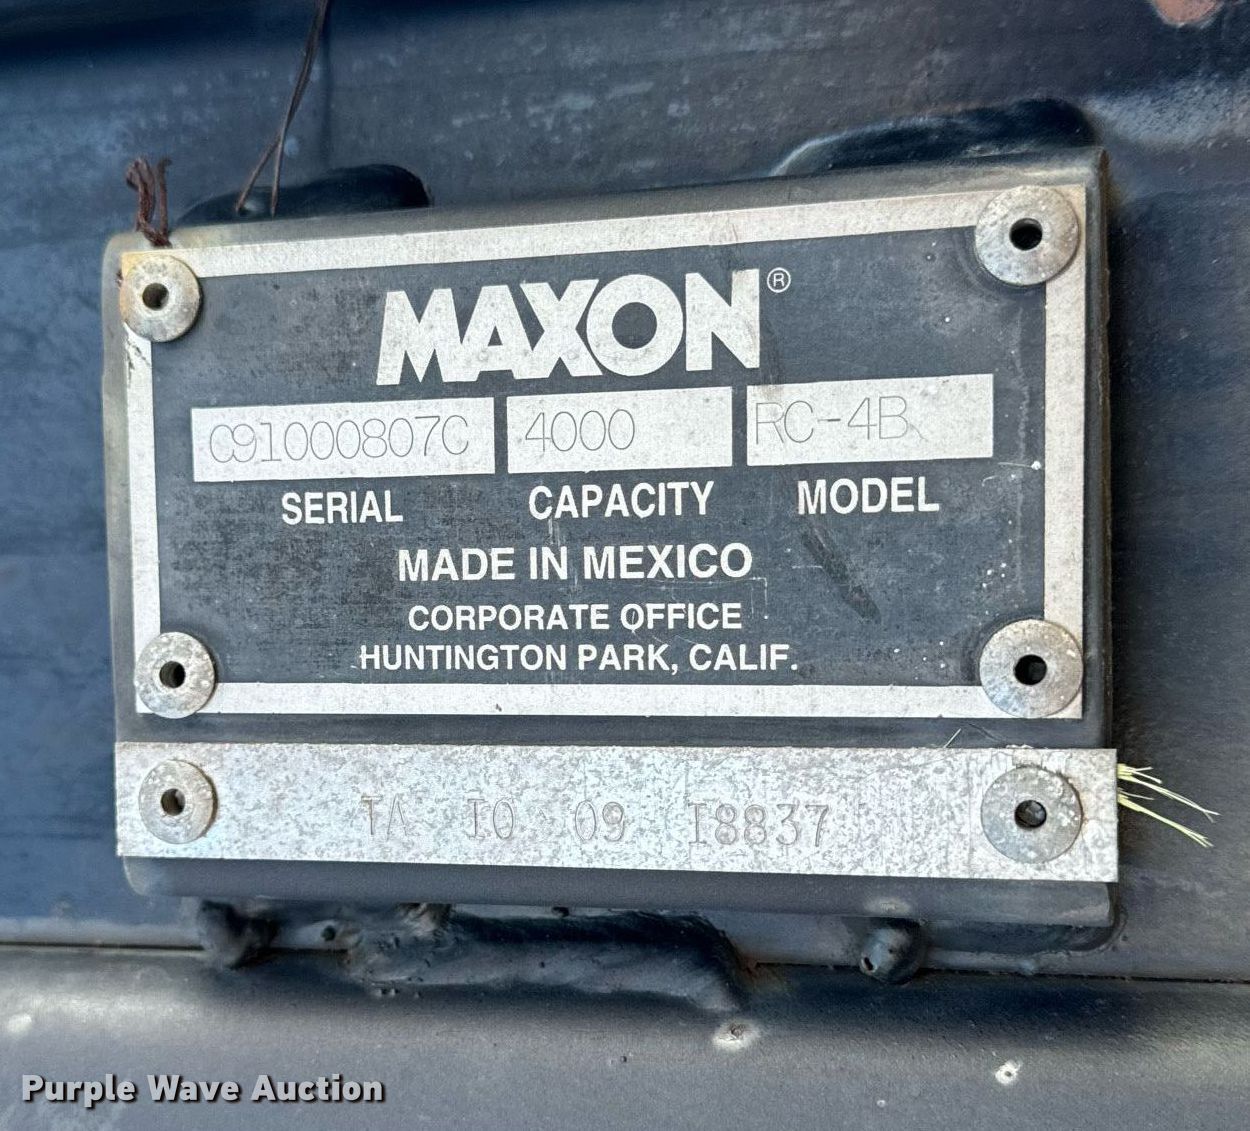 MAXON®
C91000807C 4000 RC-4B
SERIAL CAPACITY MODEL
MADE IN MEXICO
CORPORATE OFFICE
HUNTINGTON PARK, CALIF.
TA 10 09 18837
Purple Wave Auction